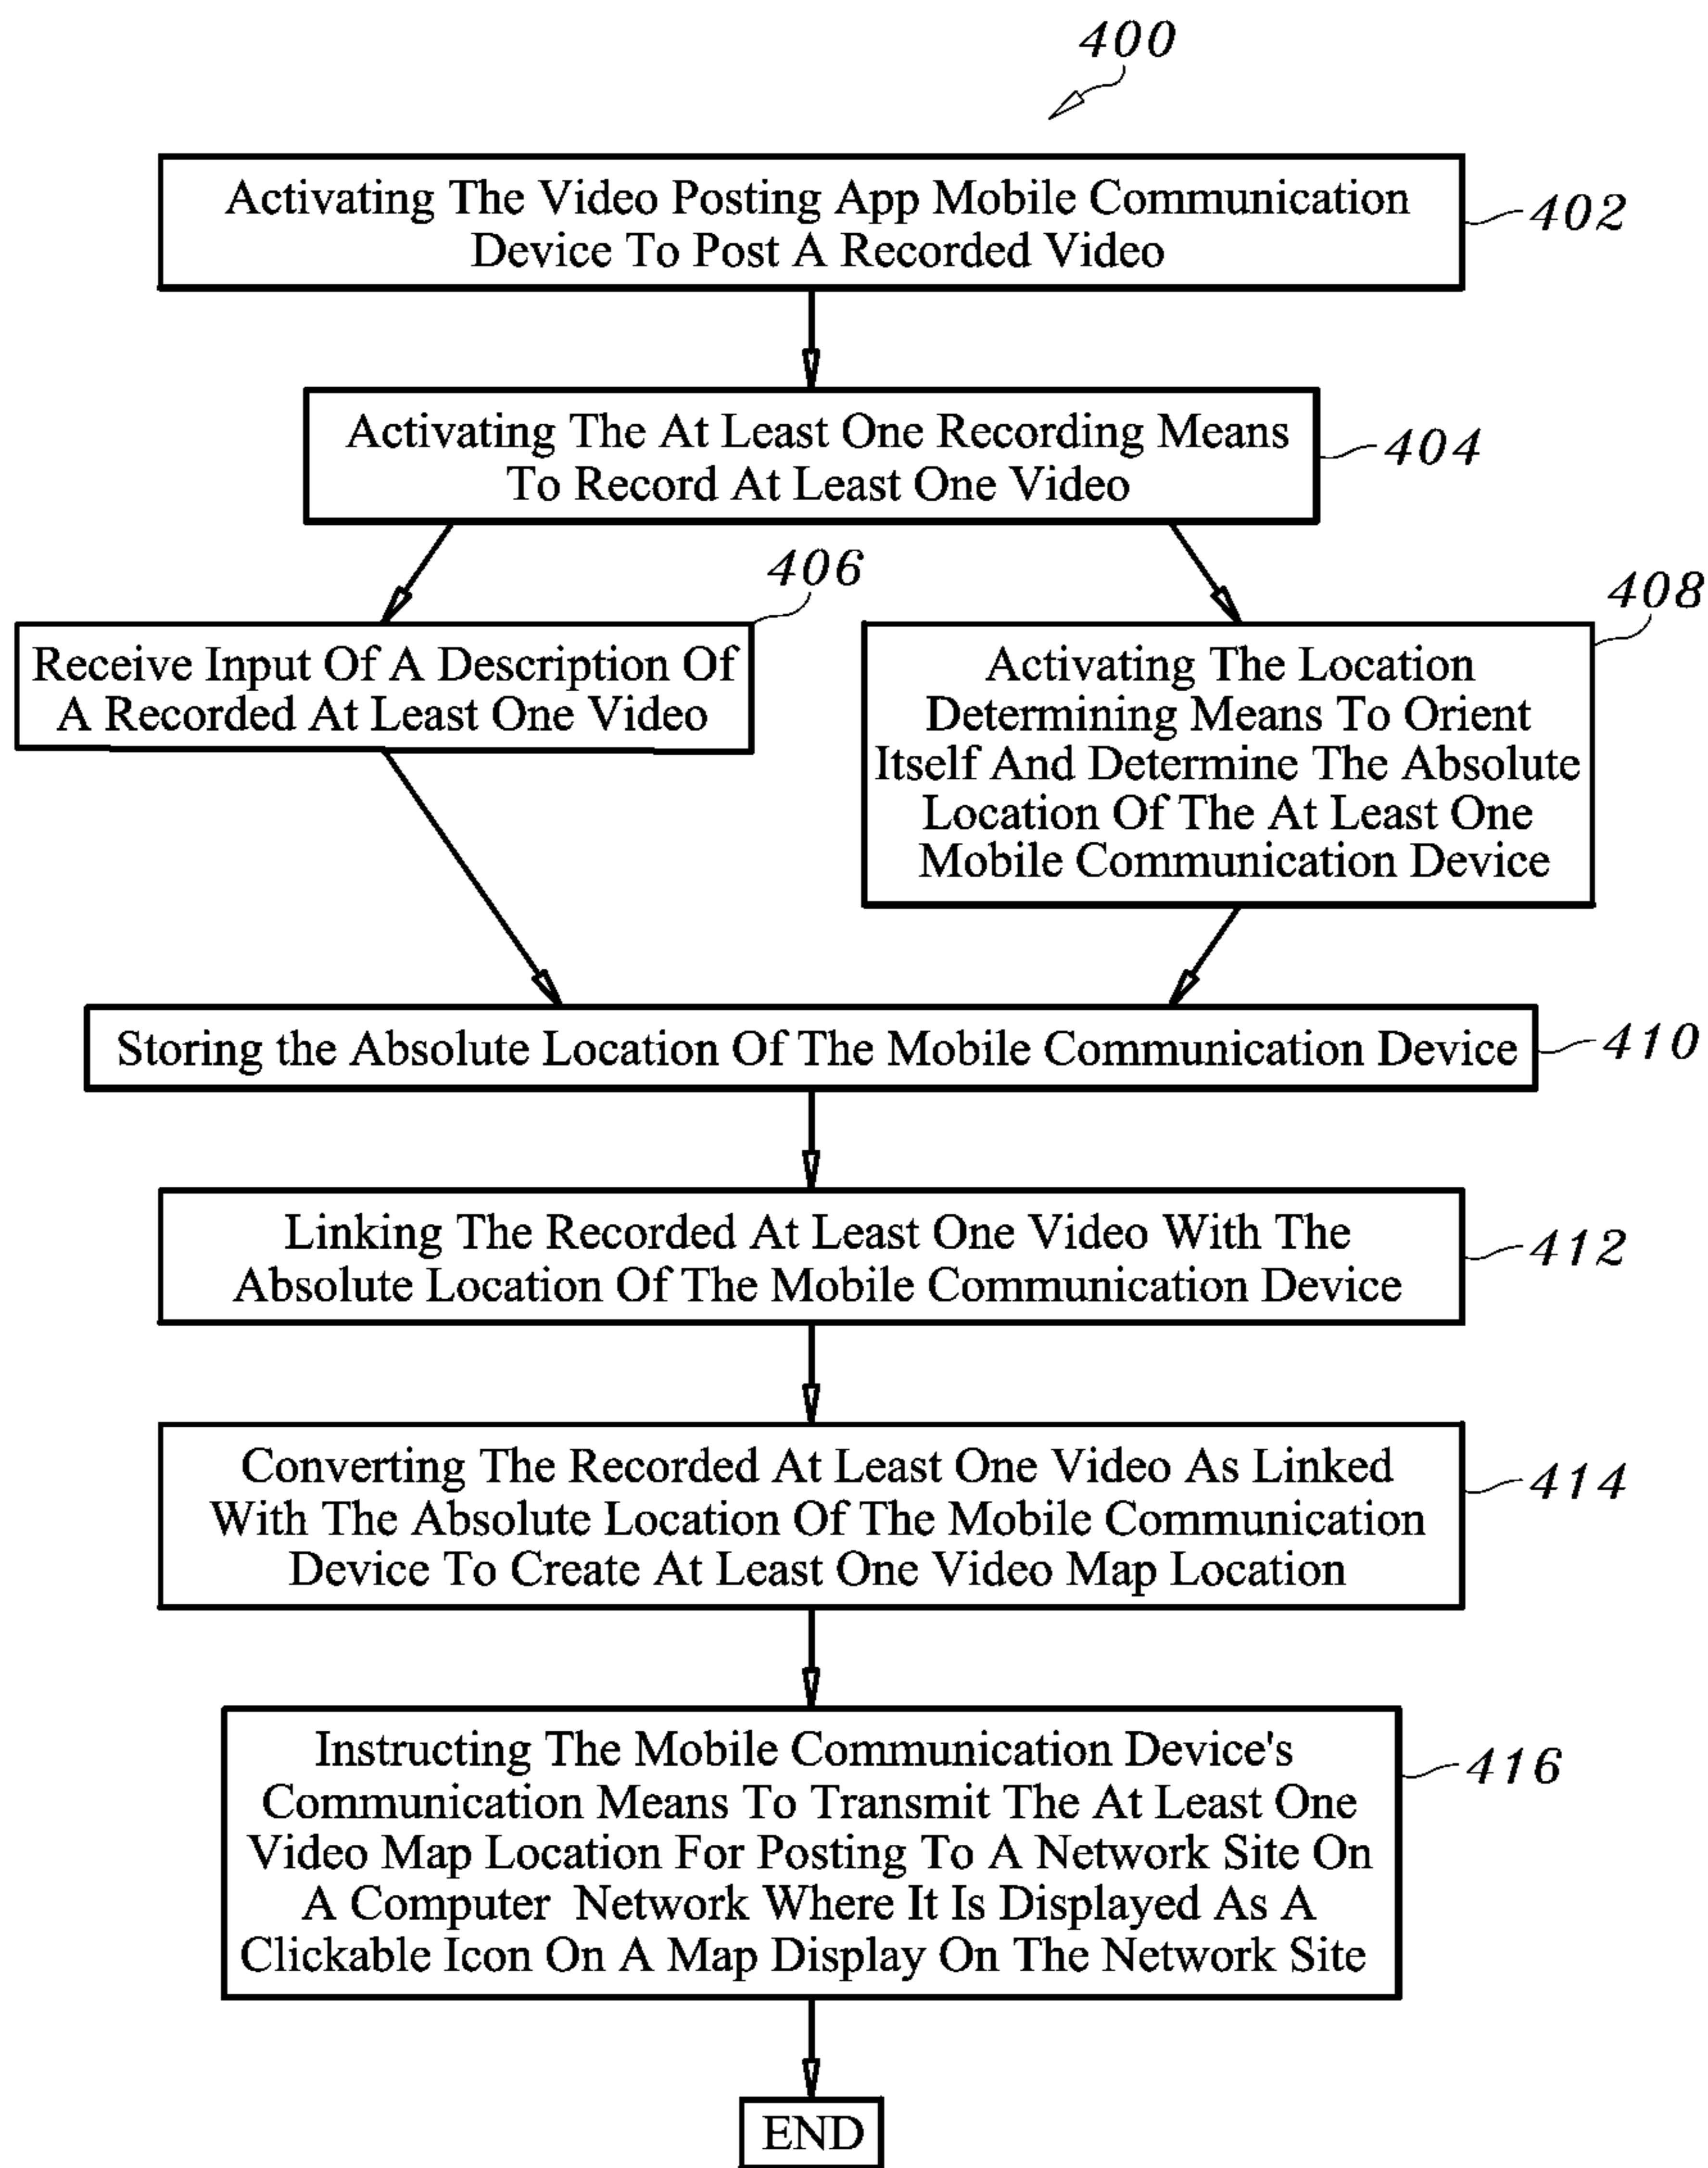 400
Activating The Video Posting App Mobile Communication
Device To Post A Recorded Video
402
Activating The At Least One Recording Means
To Record At Least One Video
404
406
Receive Input Of A Description Of
A Recorded At Least One Video
408
Activating The Location
Determining Means To Orient
Itself And Determine The Absolute
Location Of The At Least One
Mobile Communication Device
Storing the Absolute Location Of The Mobile Communication Device
410
Linking The Recorded At Least One Video With The
Absolute Location Of The Mobile Communication Device
412
Converting The Recorded At Least One Video As Linked
With The Absolute Location Of The Mobile Communication
Device To Create At Least One Video Map Location
414
Instructing The Mobile Communication Device's
Communication Means To Transmit The At Least One
Video Map Location For Posting To A Network Site On
A Computer Network Where It Is Displayed As A
Clickable Icon On A Map Display On The Network Site
416
END